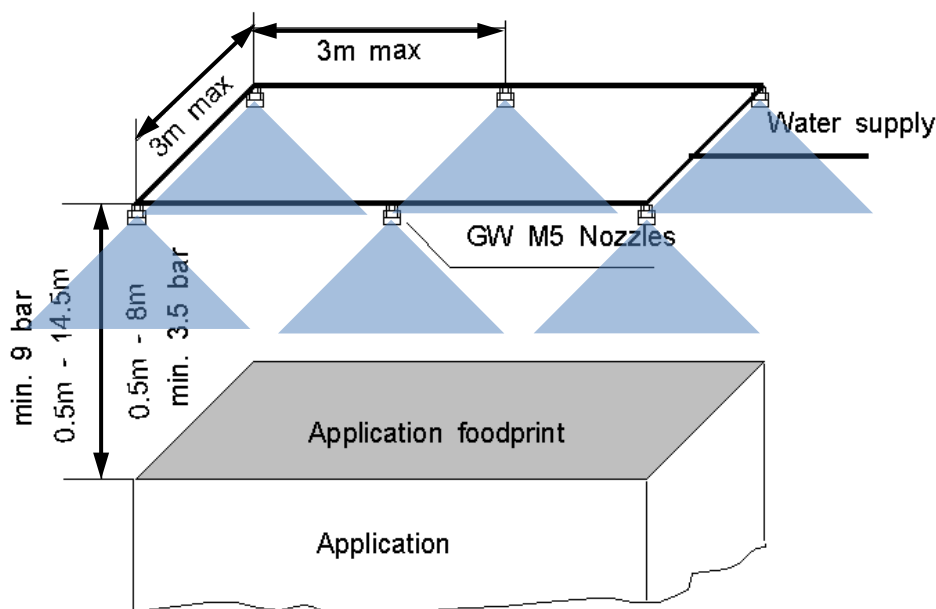 3m max
3m max
Water supply
GW M5 Nozzles
min. 9 bar
0.5m - 14.5m
0.5m - 8m
min. 3.5 bar
Application foodprint
Application